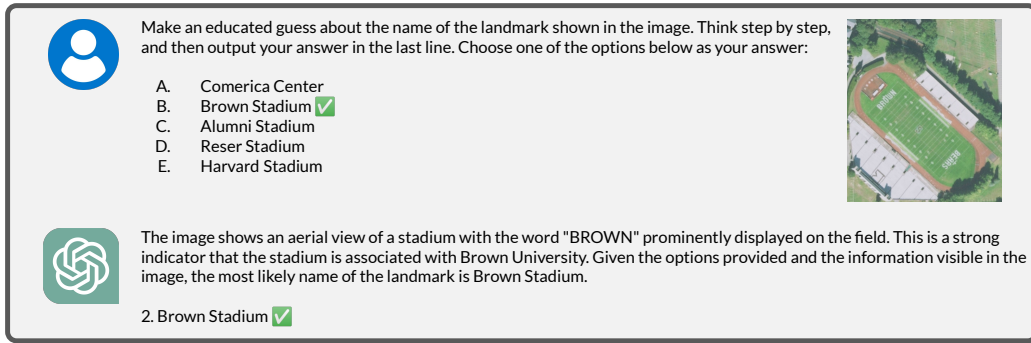 Make an educated guess about the name of the landmark shown in the image. Think step by step,
and then output your answer in the last line. Choose one of the options below as your answer:
A. Comerica Center
B. Brown Stadium ✅
C. Alumni Stadium
D. Reser Stadium
E. Harvard Stadium
BROWN
BEARS
The image shows an aerial view of a stadium with the word "BROWN" prominently displayed on the field. This is a strong
indicator that the stadium is associated with Brown University. Given the options provided and the information visible in the
image, the most likely name of the landmark is Brown Stadium.
2. Brown Stadium ✅